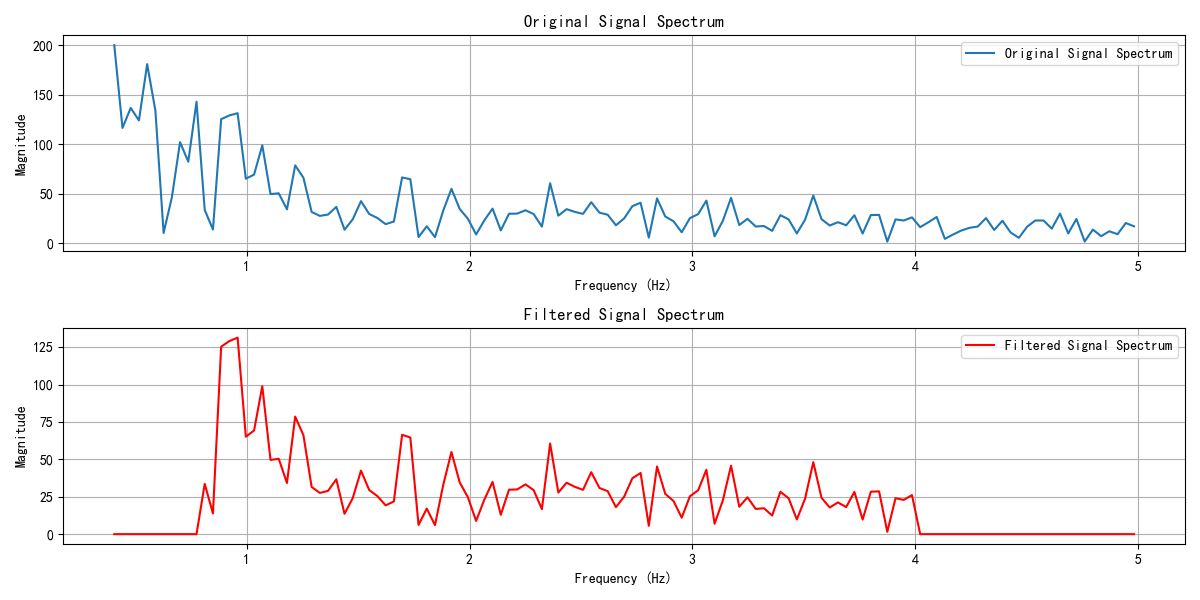 Original Signal Spectrum
200
150
100
50
0
Magnitude
Original Signal Spectrum
1
2
3
4
5
Frequency (Hz)
Filtered Signal Spectrum
125
100
75
50
25
0
Magnitude
Filtered Signal Spectrum
1
2
3
4
5
Frequency (Hz)